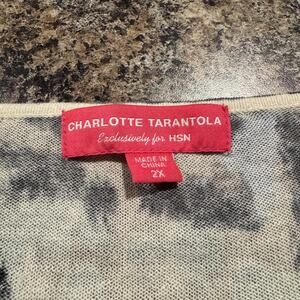 CHARLOTTE TARANTOLA
Exclusively for HSN
MADE IN
CHINA
2X